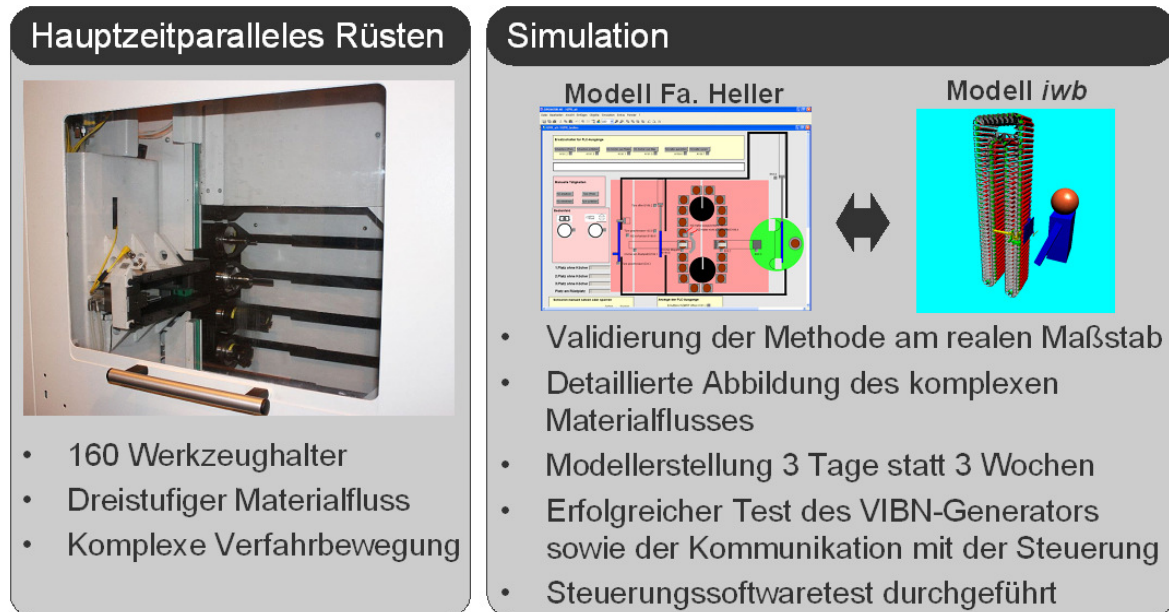 Hauptzeitparalleles Rüsten
• 160 Werkzeughalter
• Dreistufiger Materialfluss
• Komplexe Verfahrbewegung
Simulation
Modell Fa. Heller
Modell iwb
• Validierung der Methode am realen Maßstab
• Detaillierte Abbildung des komplexen
Materialflusses
• Modellerstellung 3 Tage statt 3 Wochen
• Erfolgreicher Test des VIBN-Generators
sowie der Kommunikation mit der Steuerung
• Steuerungssoftwaretest durchgeführt